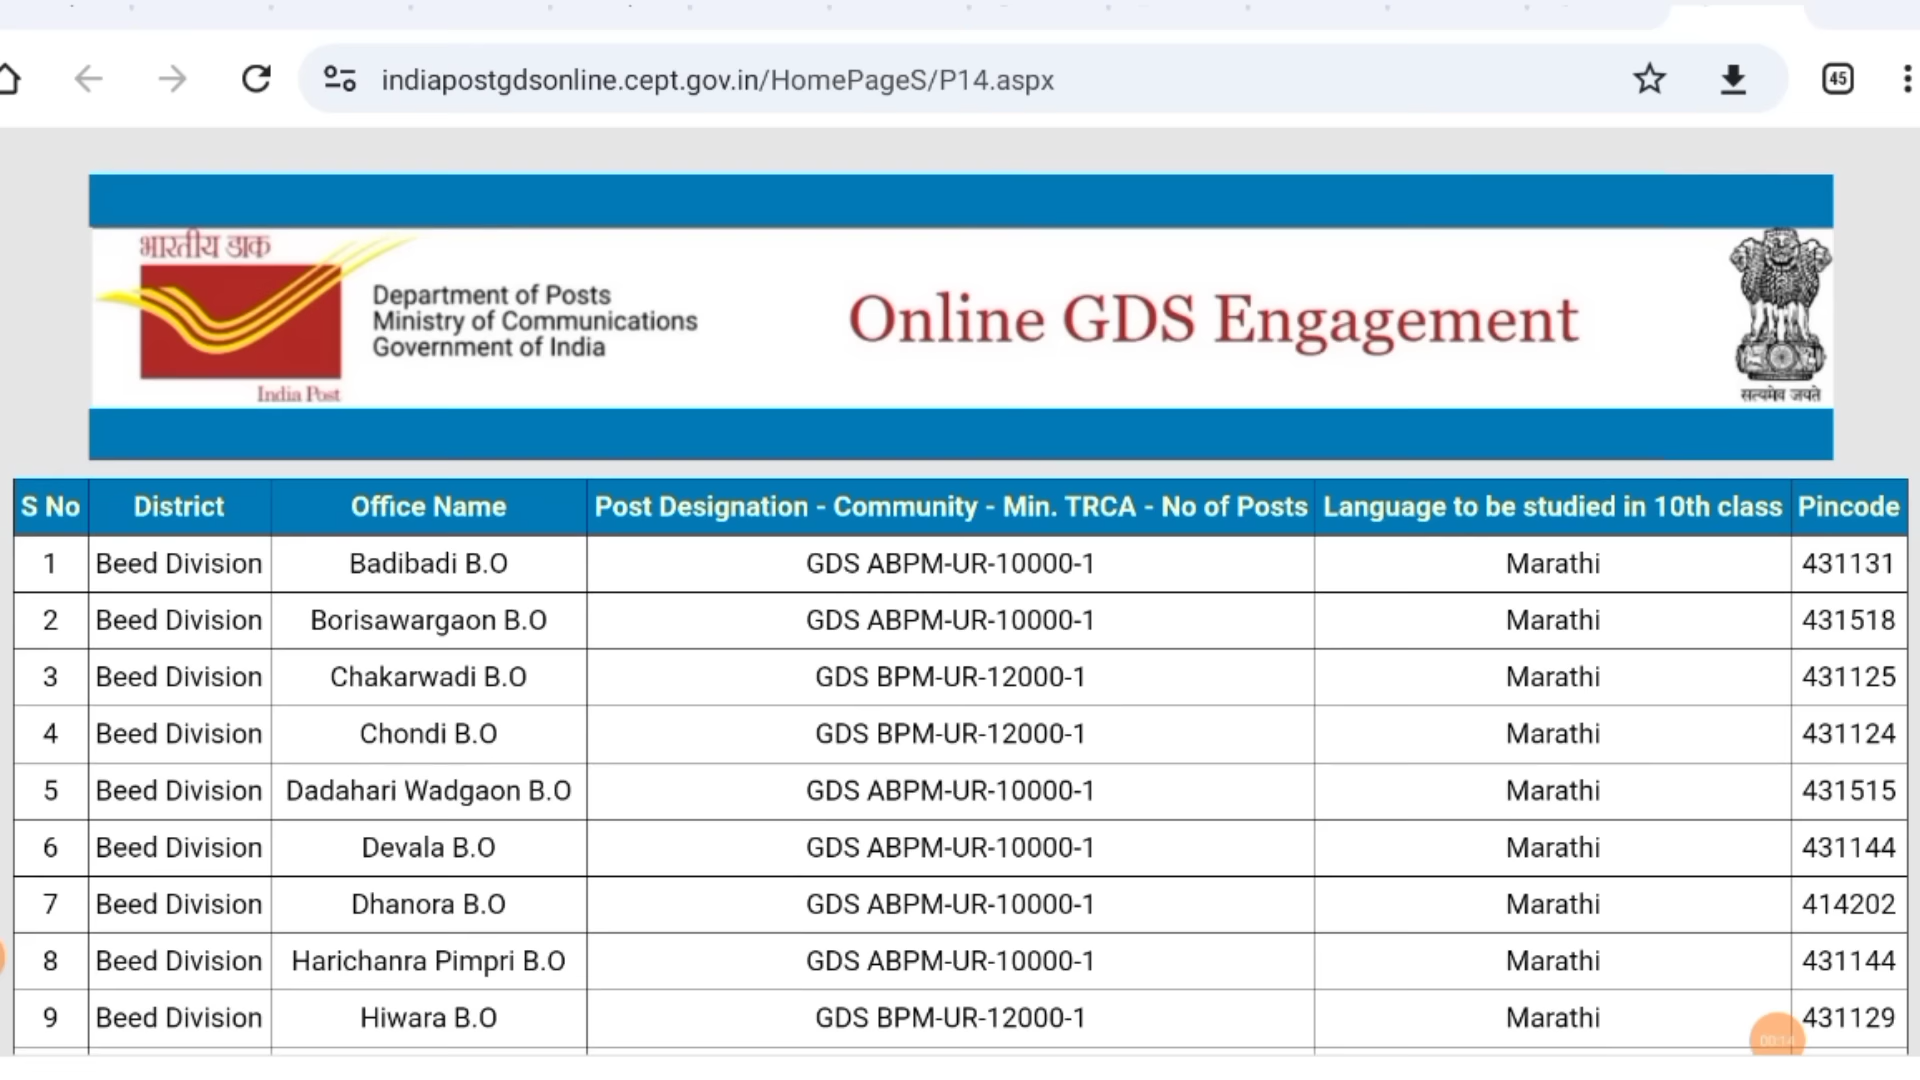 indiapostgdsonline.cept.gov.in/HomePageS/P14.aspx
45
भारतीय डाक
India Post
Department of Posts
Ministry of Communications
Government of India
Online GDS Engagement
सत्यमेव जयते
S No District Office Name Post Designation - Community - Min. TRCA - No of Posts Language to be studied in 10th class Pincode
1 Beed Division Badibadi B.O GDS ABPM-UR-10000-1 Marathi 431131
2 Beed Division Borisawargaon B.O GDS ABPM-UR-10000-1 Marathi 431518
3 Beed Division Chakarwadi B.O GDS BPM-UR-12000-1 Marathi 431125
4 Beed Division Chondi B.O GDS BPM-UR-12000-1 Marathi 431124
5 Beed Division Dadahari Wadgaon B.O GDS ABPM-UR-10000-1 Marathi 431515
6 Beed Division Devala B.O GDS ABPM-UR-10000-1 Marathi 431144
7 Beed Division Dhanora B.O GDS ABPM-UR-10000-1 Marathi 414202
8 Beed Division Harichanra Pimpri B.O GDS ABPM-UR-10000-1 Marathi 431144
9 Beed Division Hiwara B.O GDS BPM-UR-12000-1 Marathi 431129